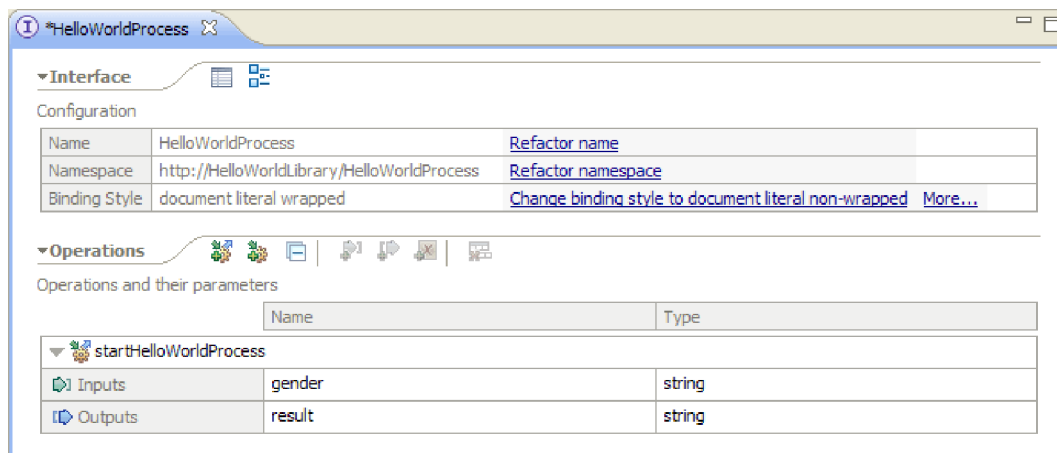 *HelloWorldProcess
Interface
Configuration
Name HelloWorldProcess Refactor name
Namespace http://HelloWorldLibrary/HelloWorldProcess Refactor namespace
Binding Style document literal wrapped Change binding style to document literal non-wrapped More...
Operations
Operations and their parameters
Name Type
startHelloWorldProcess
Inputs gender string
Outputs result string